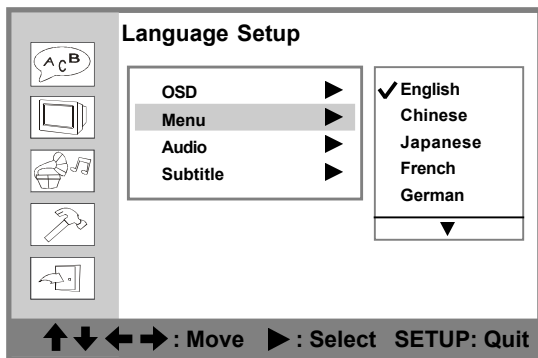 Language Setup
A C B
OSD ▶
Menu ▶
Audio ▶
Subtitle ▶
✓ English
Chinese
Japanese
French
German
▼
↑ ↓ ← → : Move ▶ : Select SETUP: Quit